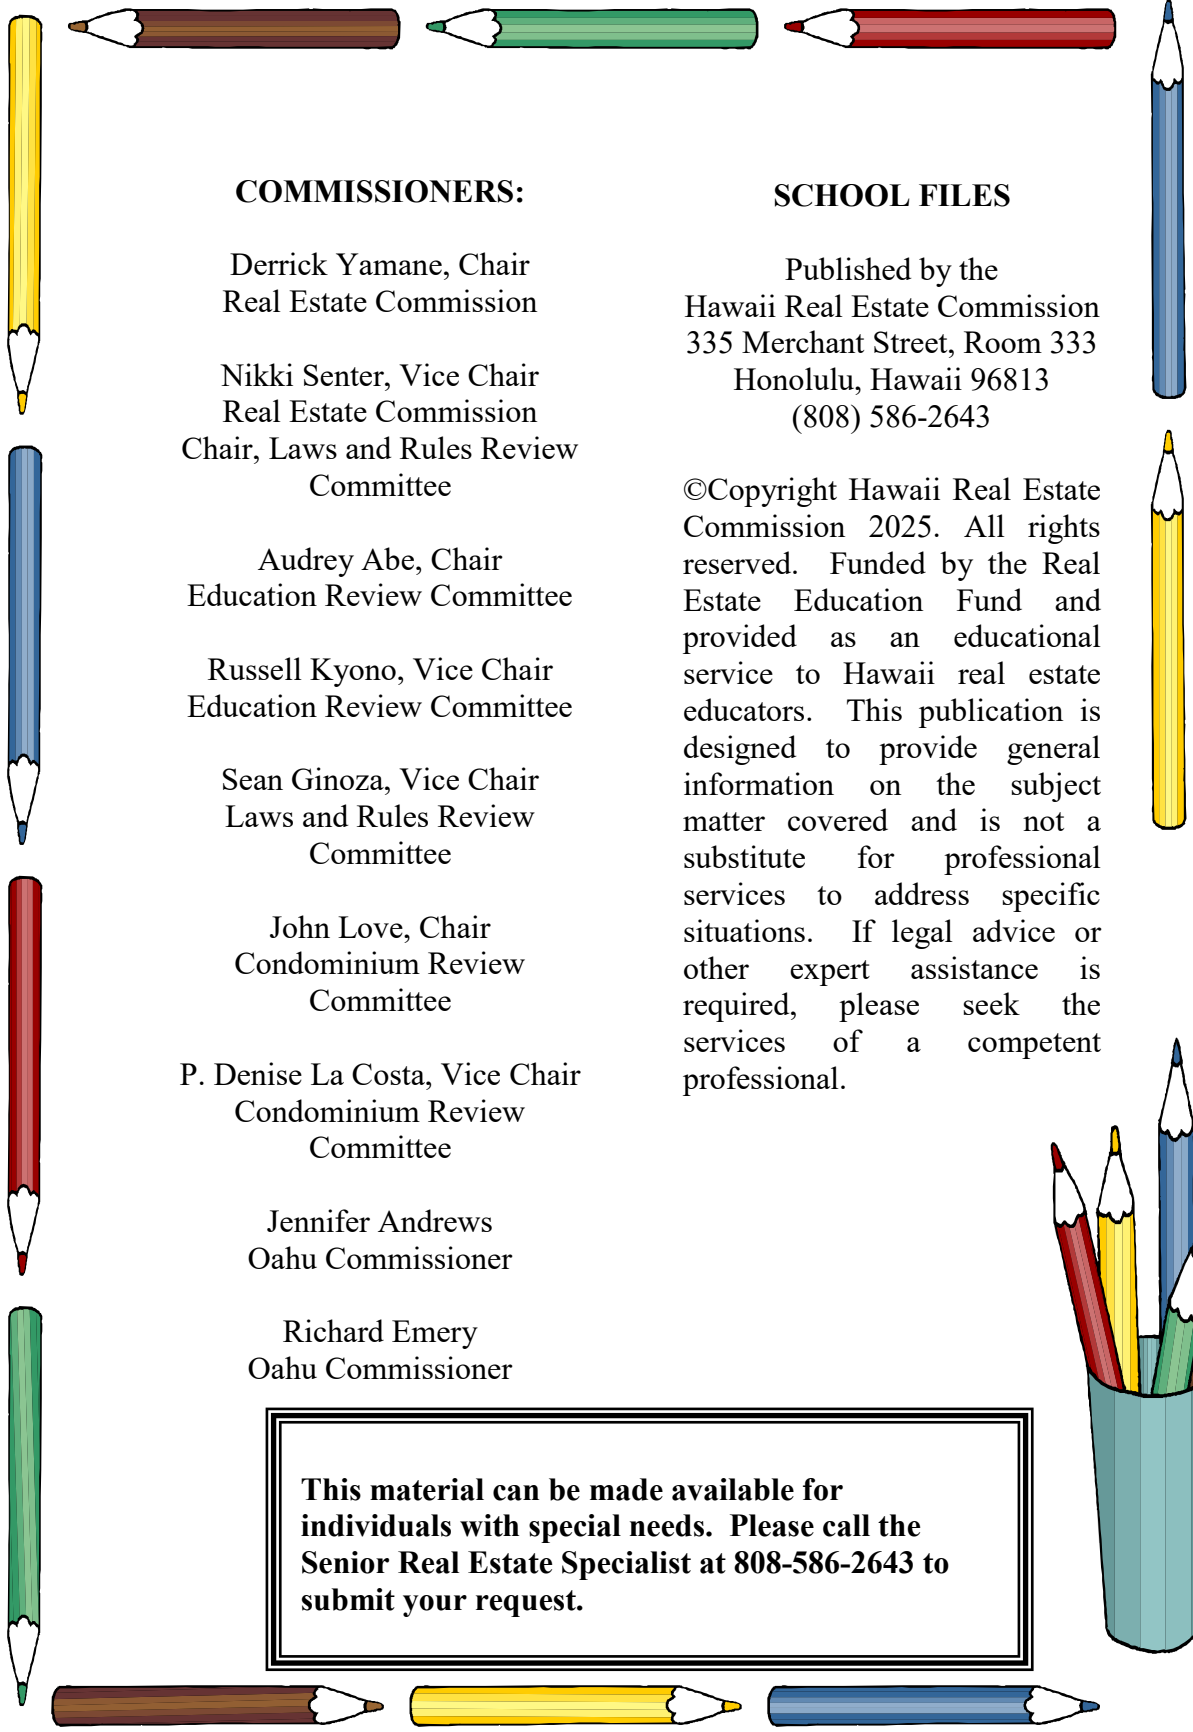 COMMISSIONERS:
Derrick Yamane, Chair
Real Estate Commission
Nikki Senter, Vice Chair
Real Estate Commission
Chair, Laws and Rules Review
Committee
Audrey Abe, Chair
Education Review Committee
Russell Kyono, Vice Chair
Education Review Committee
Sean Ginoza, Vice Chair
Laws and Rules Review
Committee
John Love, Chair
Condominium Review
Committee
P. Denise La Costa, Vice Chair
Condominium Review
Committee
Jennifer Andrews
Oahu Commissioner
Richard Emery
Oahu Commissioner
SCHOOL FILES
Published by the
Hawaii Real Estate Commission
335 Merchant Street, Room 333
Honolulu, Hawaii 96813
(808) 586-2643
©Copyright Hawaii Real Estate
Commission 2025. All rights
reserved. Funded by the Real
Estate Education Fund and
provided as an educational
service to Hawaii real estate
educators. This publication is
designed to provide general
information on the subject
matter covered and is not a
substitute for professional
services to address specific
situations. If legal advice or
other expert assistance is
required, please seek the
services of a competent
professional.
This material can be made available for
individuals with special needs. Please call the
Senior Real Estate Specialist at 808-586-2643 to
submit your request.